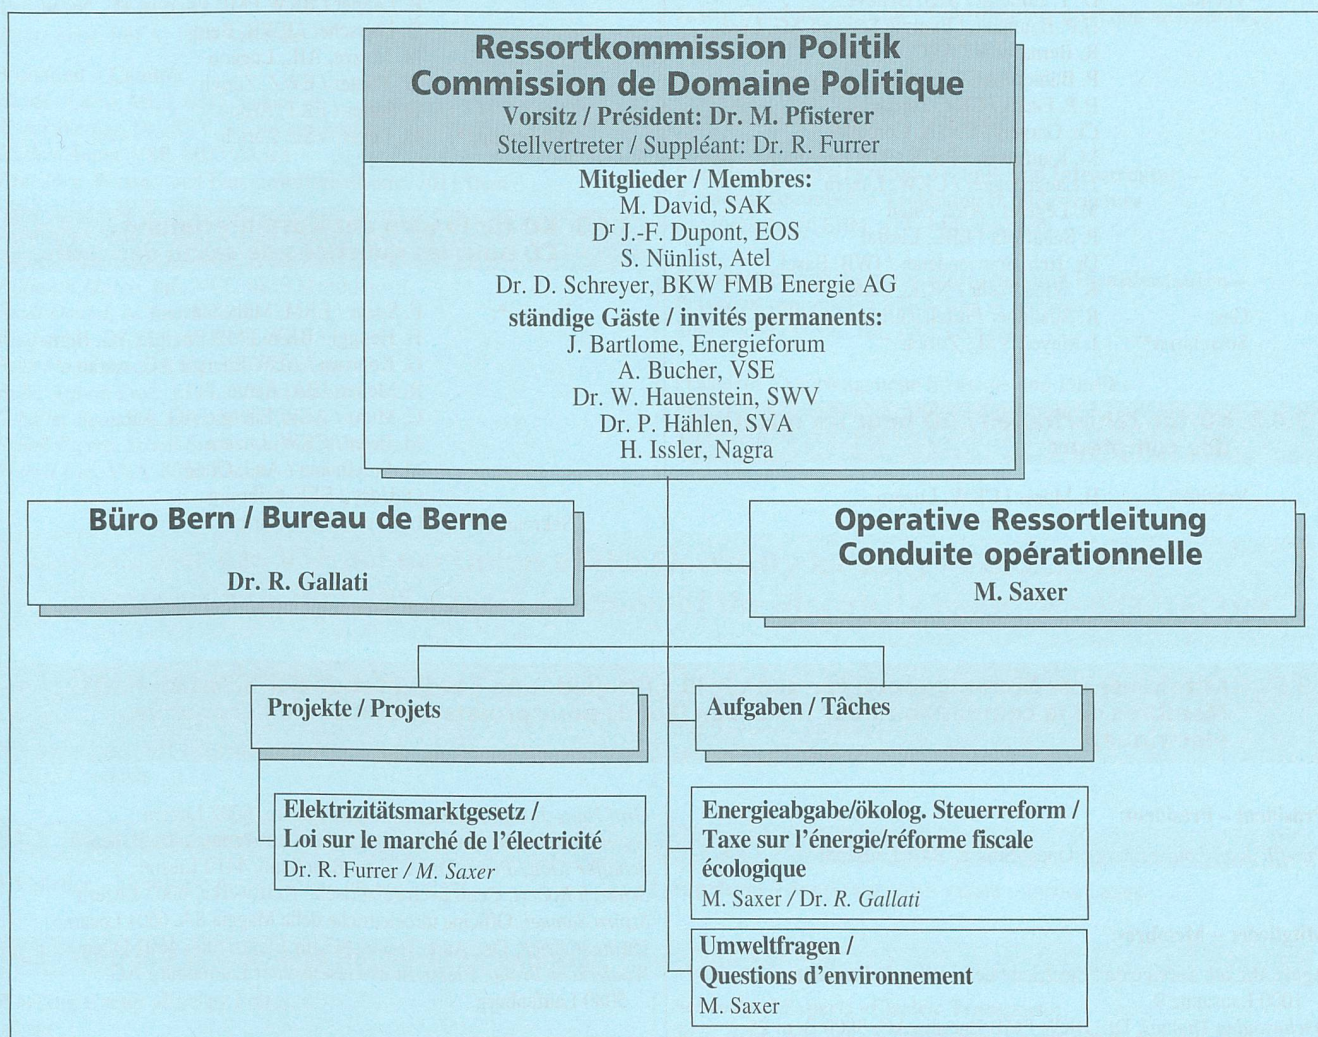 Ressortkommission Politik
Commission de Domaine Politique
Vorsitz / Président: Dr. M. Pfisterer
Stellvertreter / Suppléant: Dr. R. Furrer
Mitglieder / Membres:
M. David, SAK
Dʳ J.-F. Dupont, EOS
S. Nünlist, Atel
Dr. D. Schreyer, BKW FMB Energie AG
ständige Gäste / invités permanents:
J. Bartlome, Energieforum
A. Bucher, VSE
Dr. W. Hauenstein, SWV
Dr. P. Hählen, SVA
H. Issler, Nagra
Büro Bern / Bureau de Berne
Dr. R. Gallati
Operative Ressortleitung
Conduite opérationnelle
M. Saxer
Projekte / Projets
Elektrizitätsmarktgesetz /
Loi sur le marché de l'électricité
Dr. R. Furrer / M. Saxer
Aufgaben / Tâches
Energieabgabe/ökolog. Steuerreform /
Taxe sur l'énergie/réforme fiscale
écologique
M. Saxer / Dr. R. Gallati
Umweltfragen /
Questions d'environnement
M. Saxer